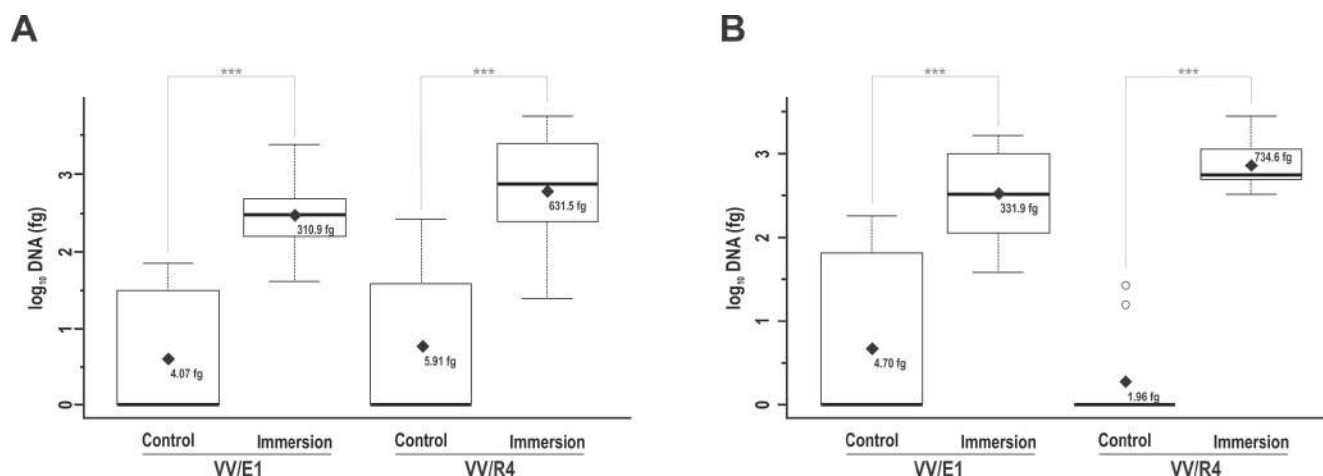 A
***
***
log₁₀ DNA (fg)
3
2
1
0
4.07 fg
310.9 fg
5.91 fg
631.5 fg
Control
Immersion
Control
Immersion
VV/E1
VV/R4
B
***
***
log₁₀ DNA (fg)
3
2
1
0
4.70 fg
331.9 fg
1.96 fg
734.6 fg
Control
Immersion
Control
Immersion
VV/E1
VV/R4